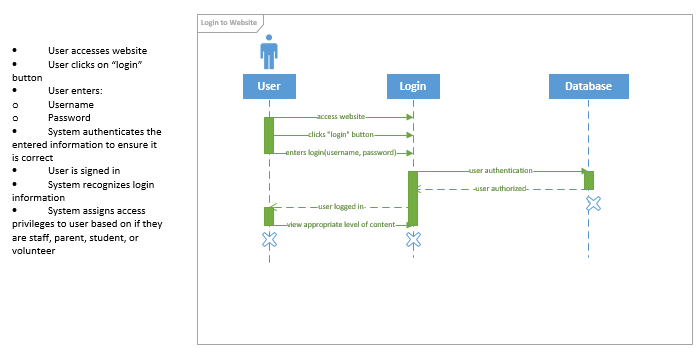 • User accesses website
• User clicks on “login”
button
• User enters:
o Username
o Password
• System authenticates the
entered information to ensure it
is correct
• User is signed in
• System recognizes login
information
• System assigns access
privileges to user based on if they
are staff, parent, student, or
volunteer
Login to Website
User
Login
Database
access website
clicks "login" button
enters login(username, password)
user authentication
user authorized
user logged in
view appropriate level of content